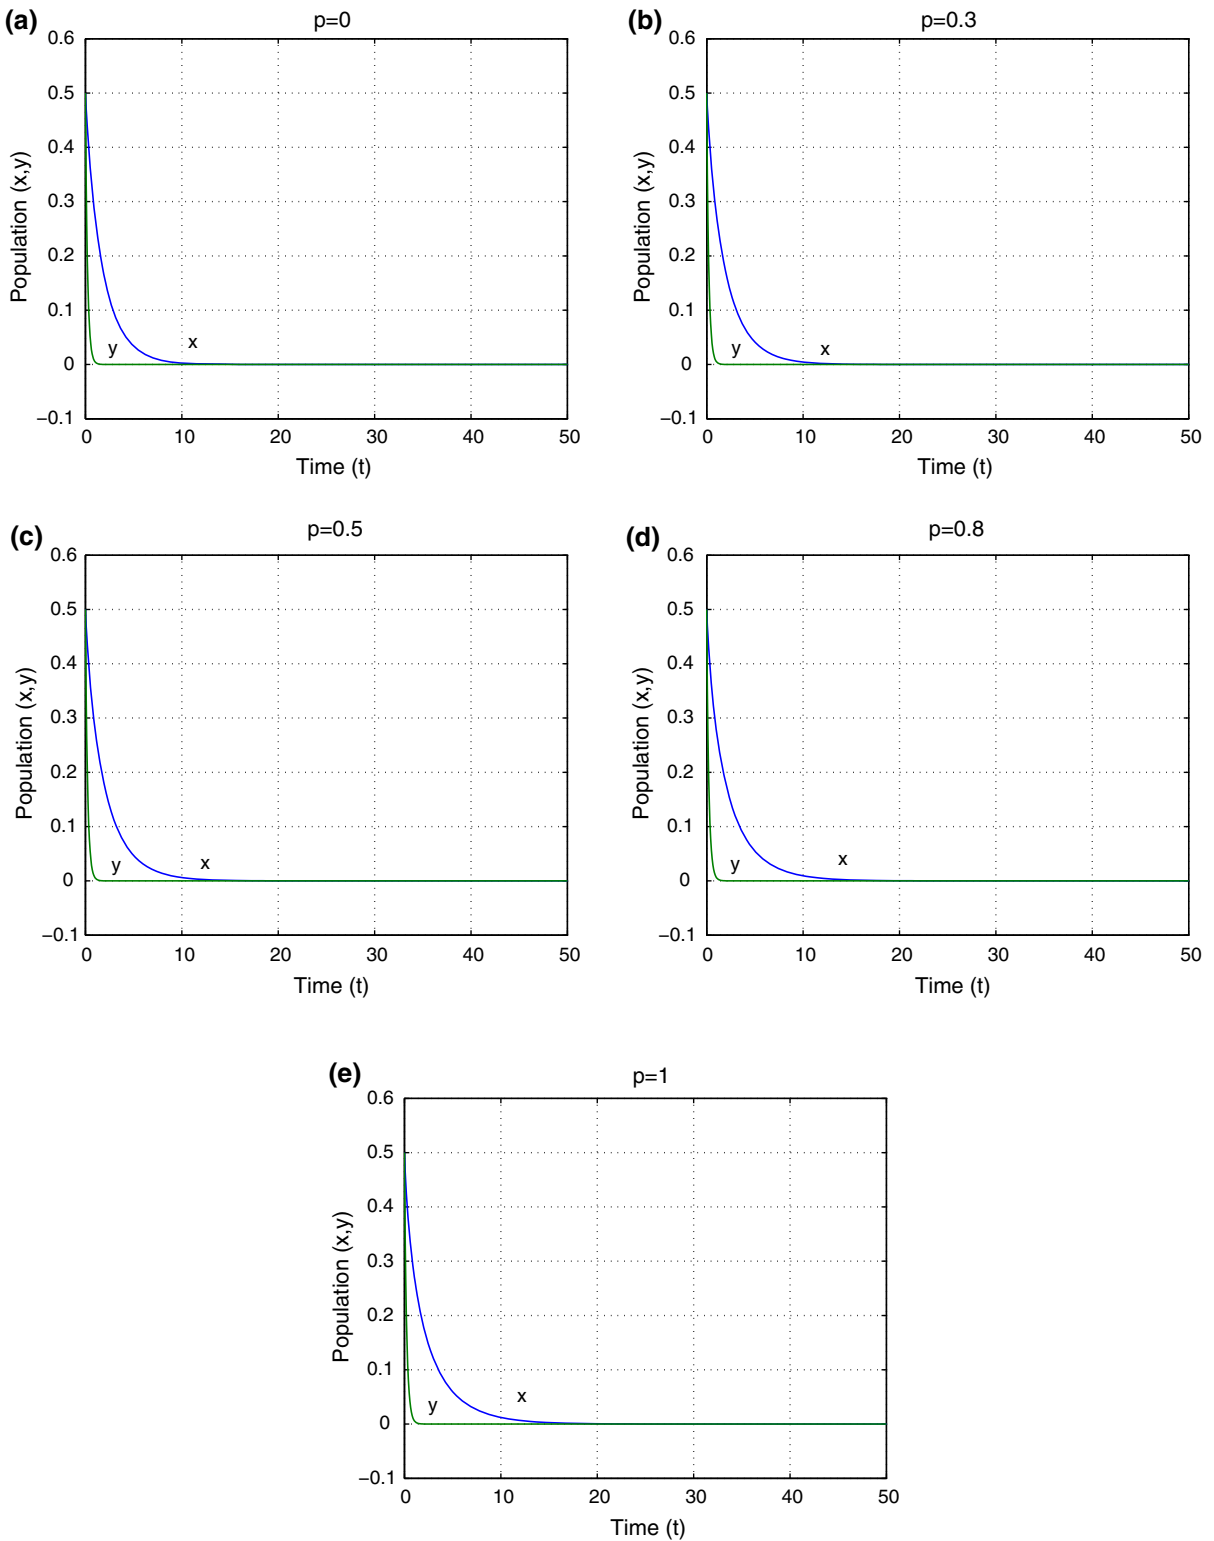 (a)
p=0
0.6
0.5
0.4
0.3
0.2
0.1
0
−0.1
Population (x,y)
y
x
0 10 20 30 40 50
Time (t)
(b)
p=0.3
0.6
0.5
0.4
0.3
0.2
0.1
0
−0.1
Population (x,y)
y
x
0 10 20 30 40 50
Time (t)
(c)
p=0.5
0.6
0.5
0.4
0.3
0.2
0.1
0
−0.1
Population (x,y)
y
x
0 10 20 30 40 50
Time (t)
(d)
p=0.8
0.6
0.5
0.4
0.3
0.2
0.1
0
−0.1
Population (x,y)
y
x
0 10 20 30 40 50
Time (t)
(e)
p=1
0.6
0.5
0.4
0.3
0.2
0.1
0
−0.1
Population (x,y)
y
x
0 10 20 30 40 50
Time (t)